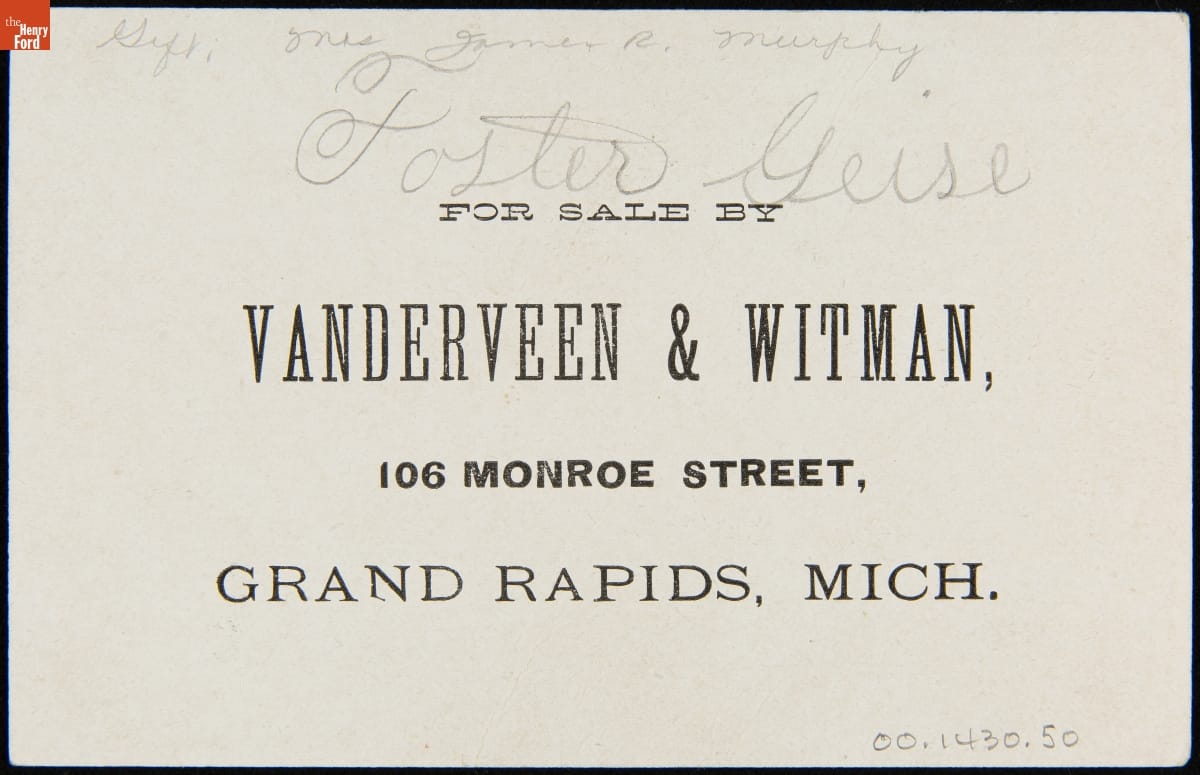 the
Henry
Ford
Gift, Mrs James R. Murphy
Foster Geise
FOR SALE BY
VANDERVEEN & WITMAN,
106 MONROE STREET,
GRAND RAPIDS, MICH.
00.1430.50